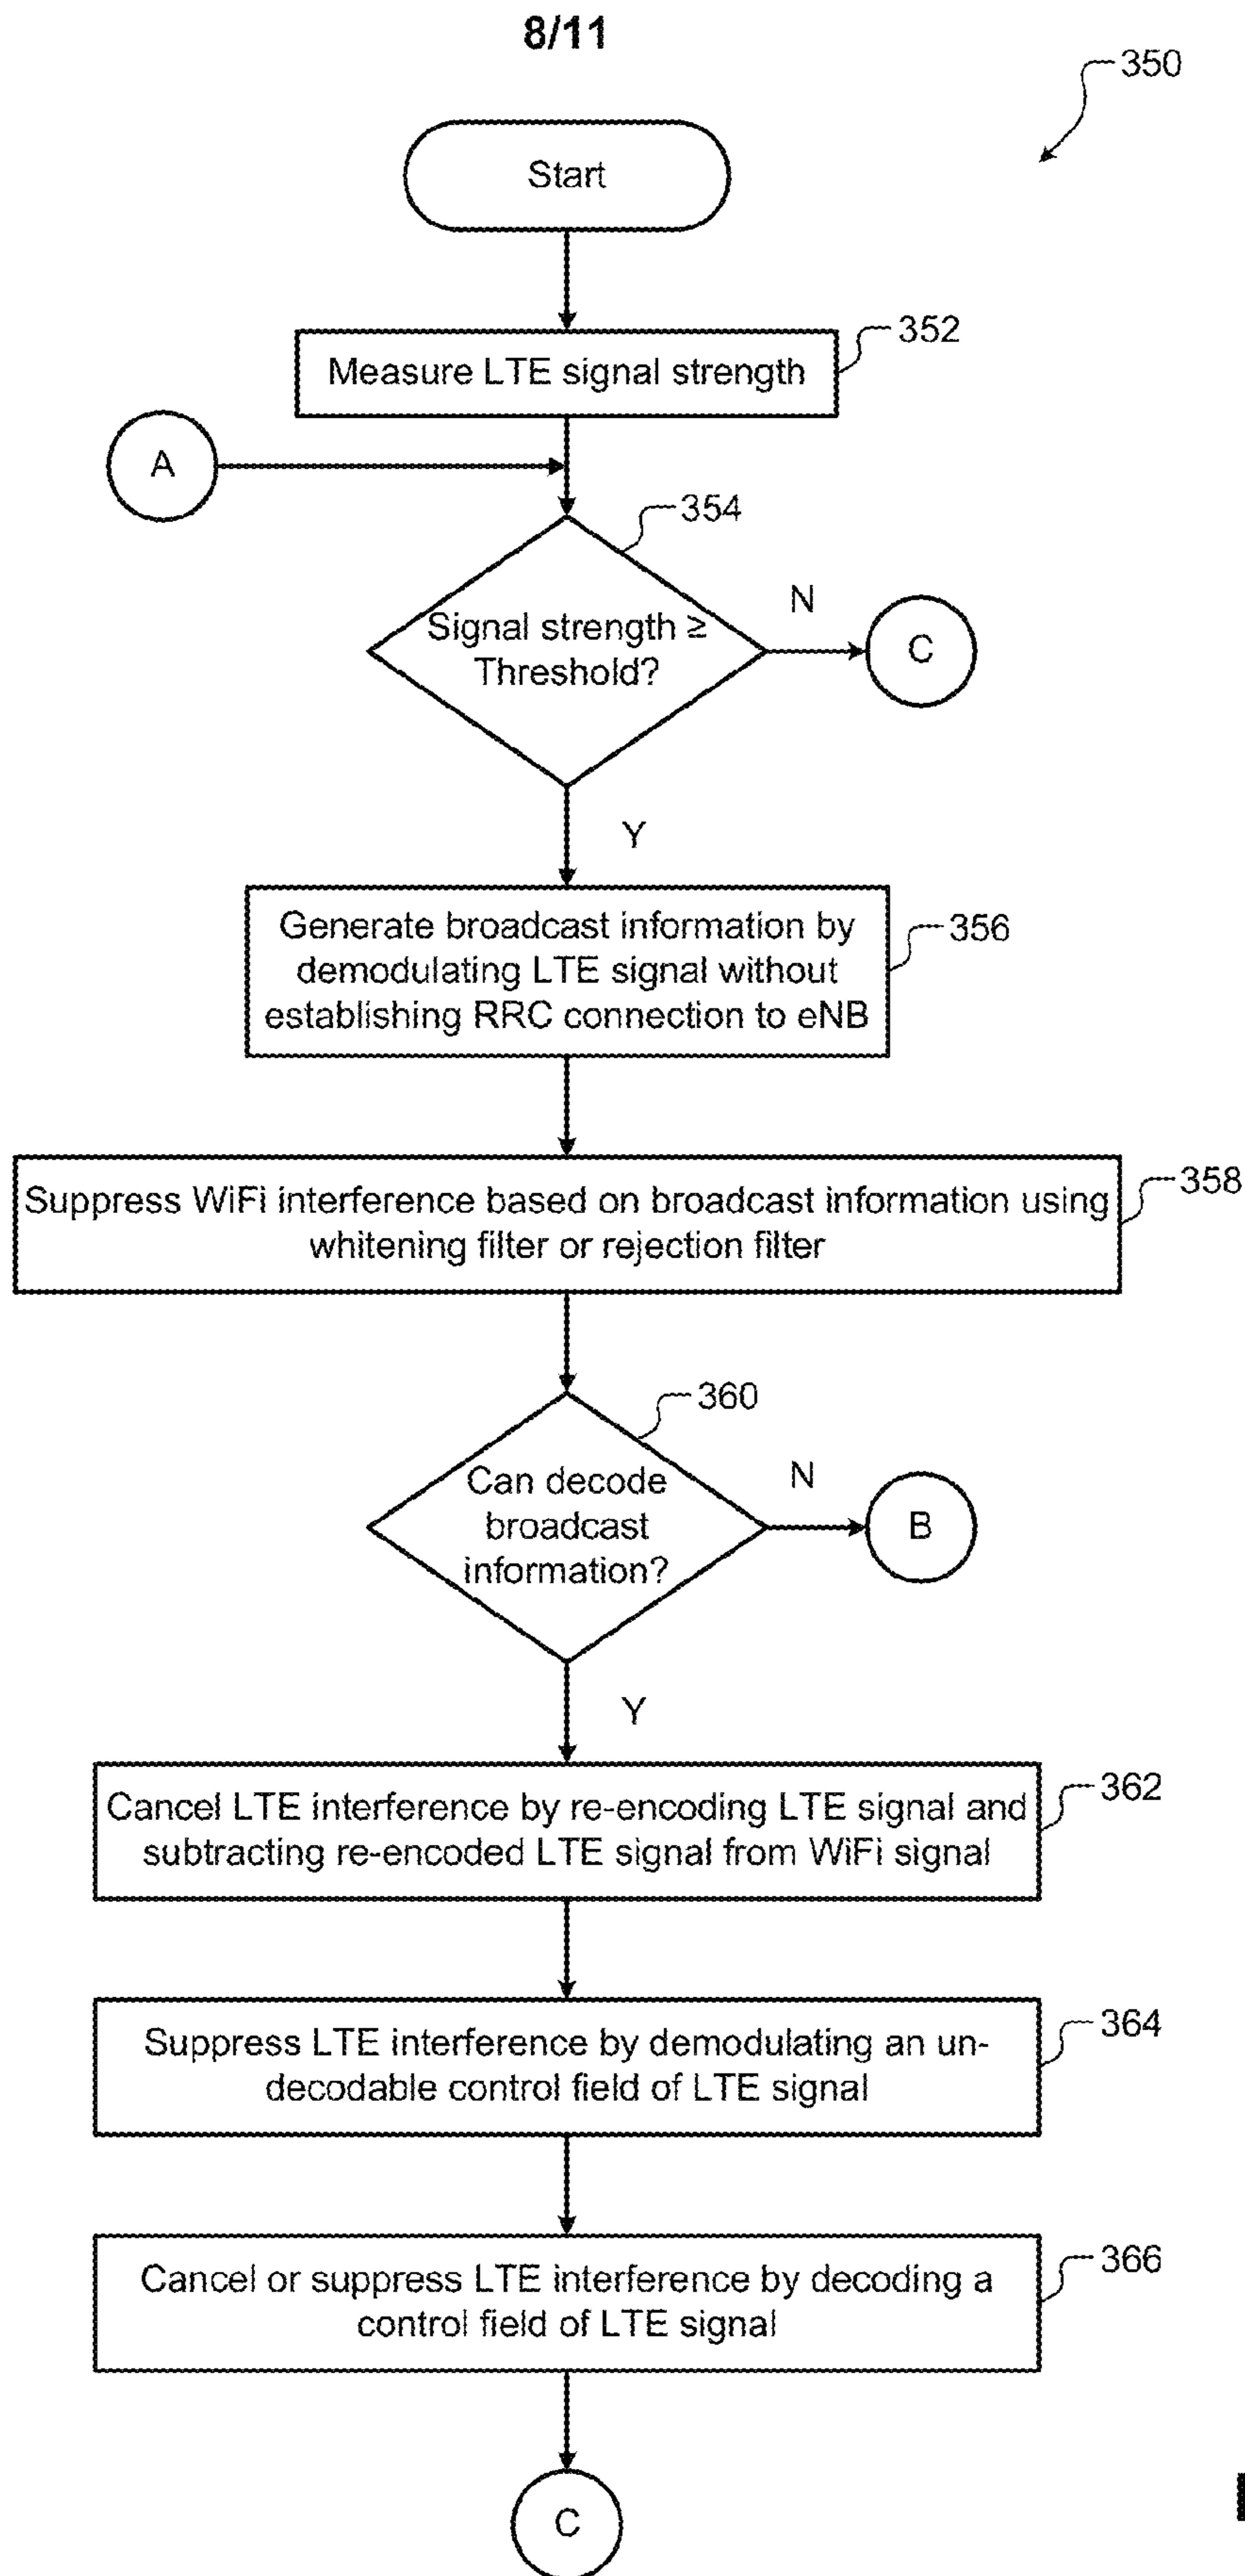 8/11
350
Start
Measure LTE signal strength
352
A
354
Signal strength ≥
Threshold?
N
C
Y
Generate broadcast information by
demodulating LTE signal without
establishing RRC connection to eNB
356
Suppress WiFi interference based on broadcast information using
whitening filter or rejection filter
358
360
Can decode
broadcast
information?
N
B
Y
Cancel LTE interference by re-encoding LTE signal and
subtracting re-encoded LTE signal from WiFi signal
362
Suppress LTE interference by demodulating an un-
decodable control field of LTE signal
364
Cancel or suppress LTE interference by decoding a
control field of LTE signal
366
C